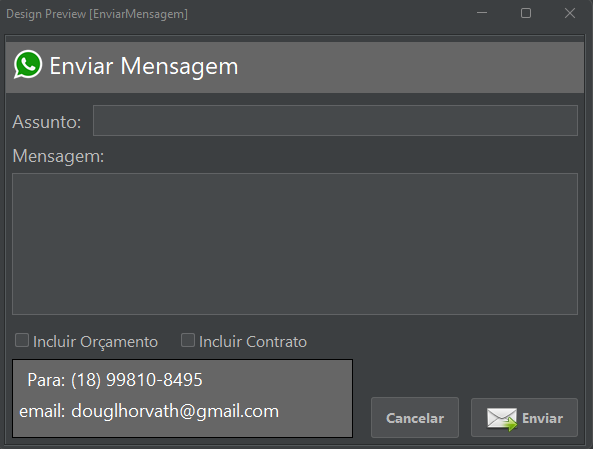 Design Preview [EnviarMensagem]
Enviar Mensagem
Assunto:
Mensagem:
Incluir Orçamento Incluir Contrato
Para: (18) 99810-8495
email: douglhorvath@gmail.com
Cancelar Enviar